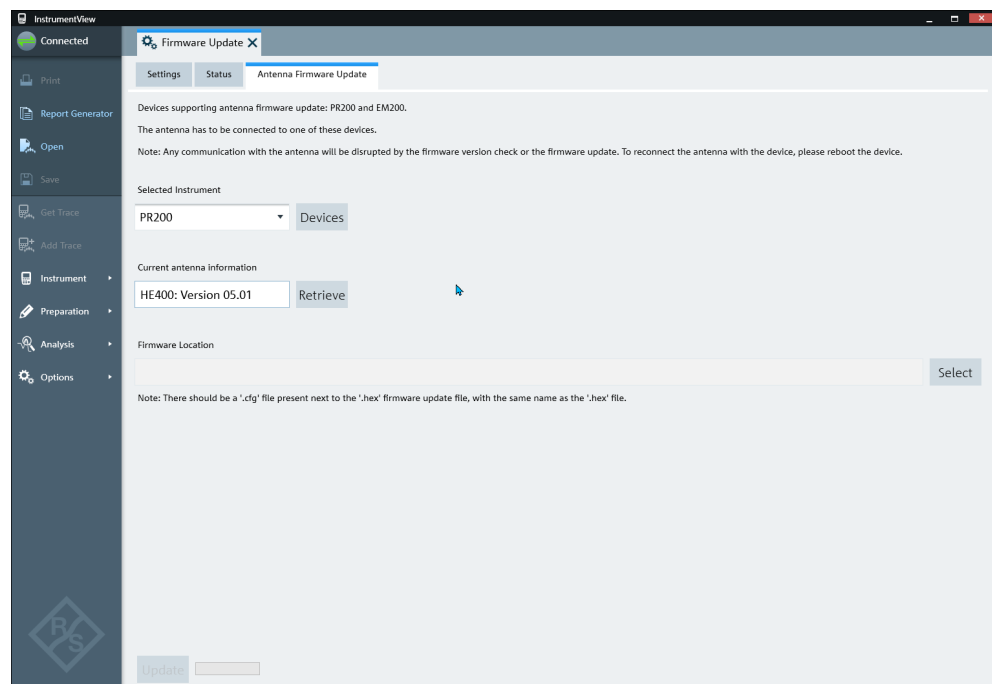 InstrumentView
Connected
Firmware Update
Print
Report Generator
Open
Save
Get Trace
Add Trace
Instrument
Preparation
Analysis
Options
R
S
Settings
Status
Antenna Firmware Update
Devices supporting antenna firmware update: PR200 and EM200.
The antenna has to be connected to one of these devices.
Note: Any communication with the antenna will be disrupted by the firmware version check or the firmware update. To reconnect the antenna with the device, please reboot the device.
Selected Instrument
PR200
Devices
Current antenna information
HE400: Version 05.01
Retrieve
Firmware Location
Select
Note: There should be a '.cfg' file present next to the '.hex' firmware update file, with the same name as the '.hex' file.
Update